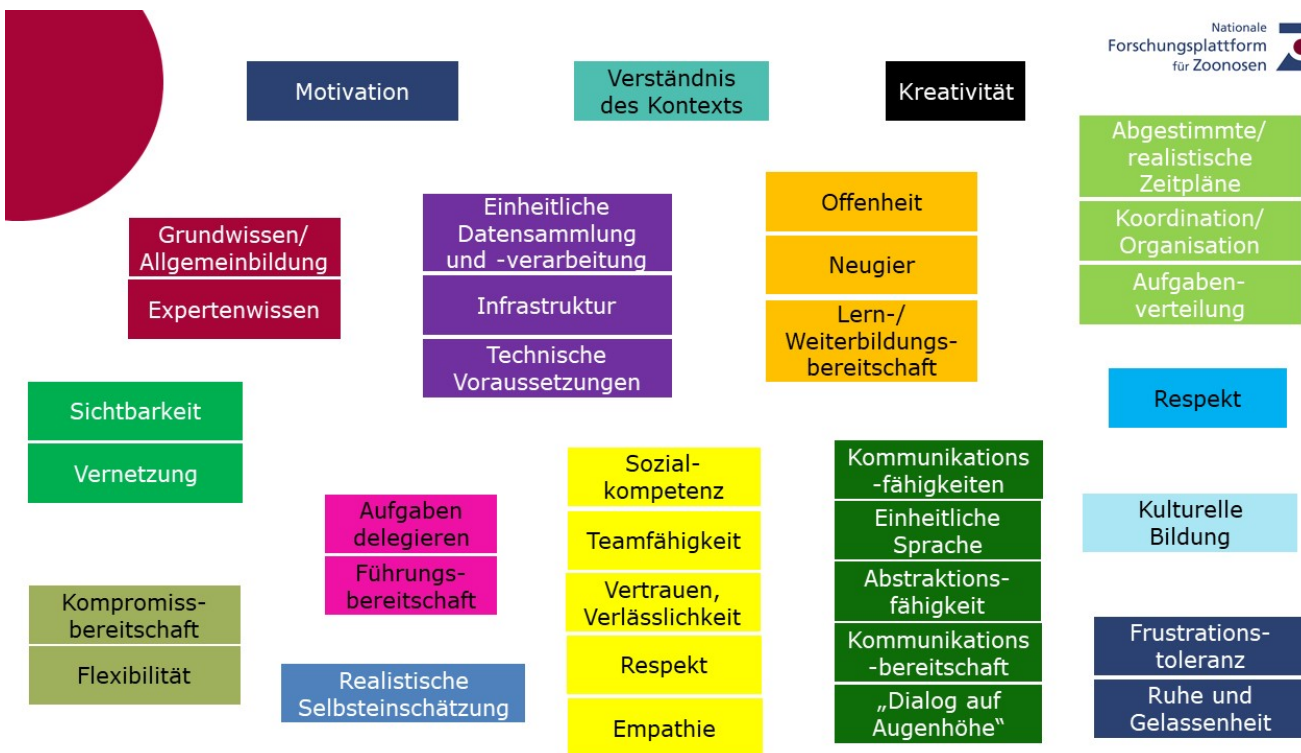 Nationale
Forschungsplattform
für Zoonosen
Motivation
Verständnis
des Kontexts
Kreativität
Abgestimmte/
realistische
Zeitpläne
Koordination/
Organisation
Aufgaben-
verteilung
Grundwissen/
Allgemeinbildung
Expertenwissen
Einheitliche
Datensammlung
und -verarbeitung
Infrastruktur
Technische
Voraussetzungen
Offenheit
Neugier
Lern-/
Weiterbildungs-
bereitschaft
Sichtbarkeit
Vernetzung
Respekt
Aufgaben
delegieren
Führungs-
bereitschaft
Sozial-
kompetenz
Teamfähigkeit
Vertrauen,
Verlässlichkeit
Respekt
Empathie
Kommunikations
-fähigkeiten
Einheitliche
Sprache
Abstraktions-
fähigkeit
Kommunikations
-bereitschaft
„Dialog auf
Augenhöhe“
Kulturelle
Bildung
Kompromiss-
bereitschaft
Flexibilität
Realistische
Selbsteinschätzung
Frustrations-
toleranz
Ruhe und
Gelassenheit